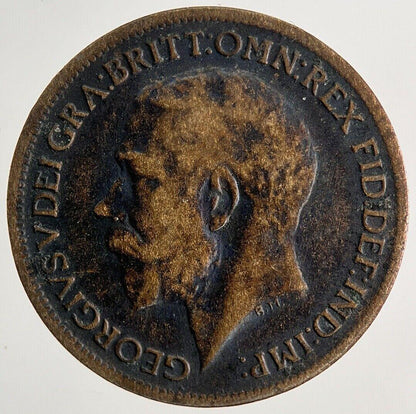 GEORGIVS V DEI GRA: BRITT: OMN: REX FID: DEF: IND: IMP:
B.M.